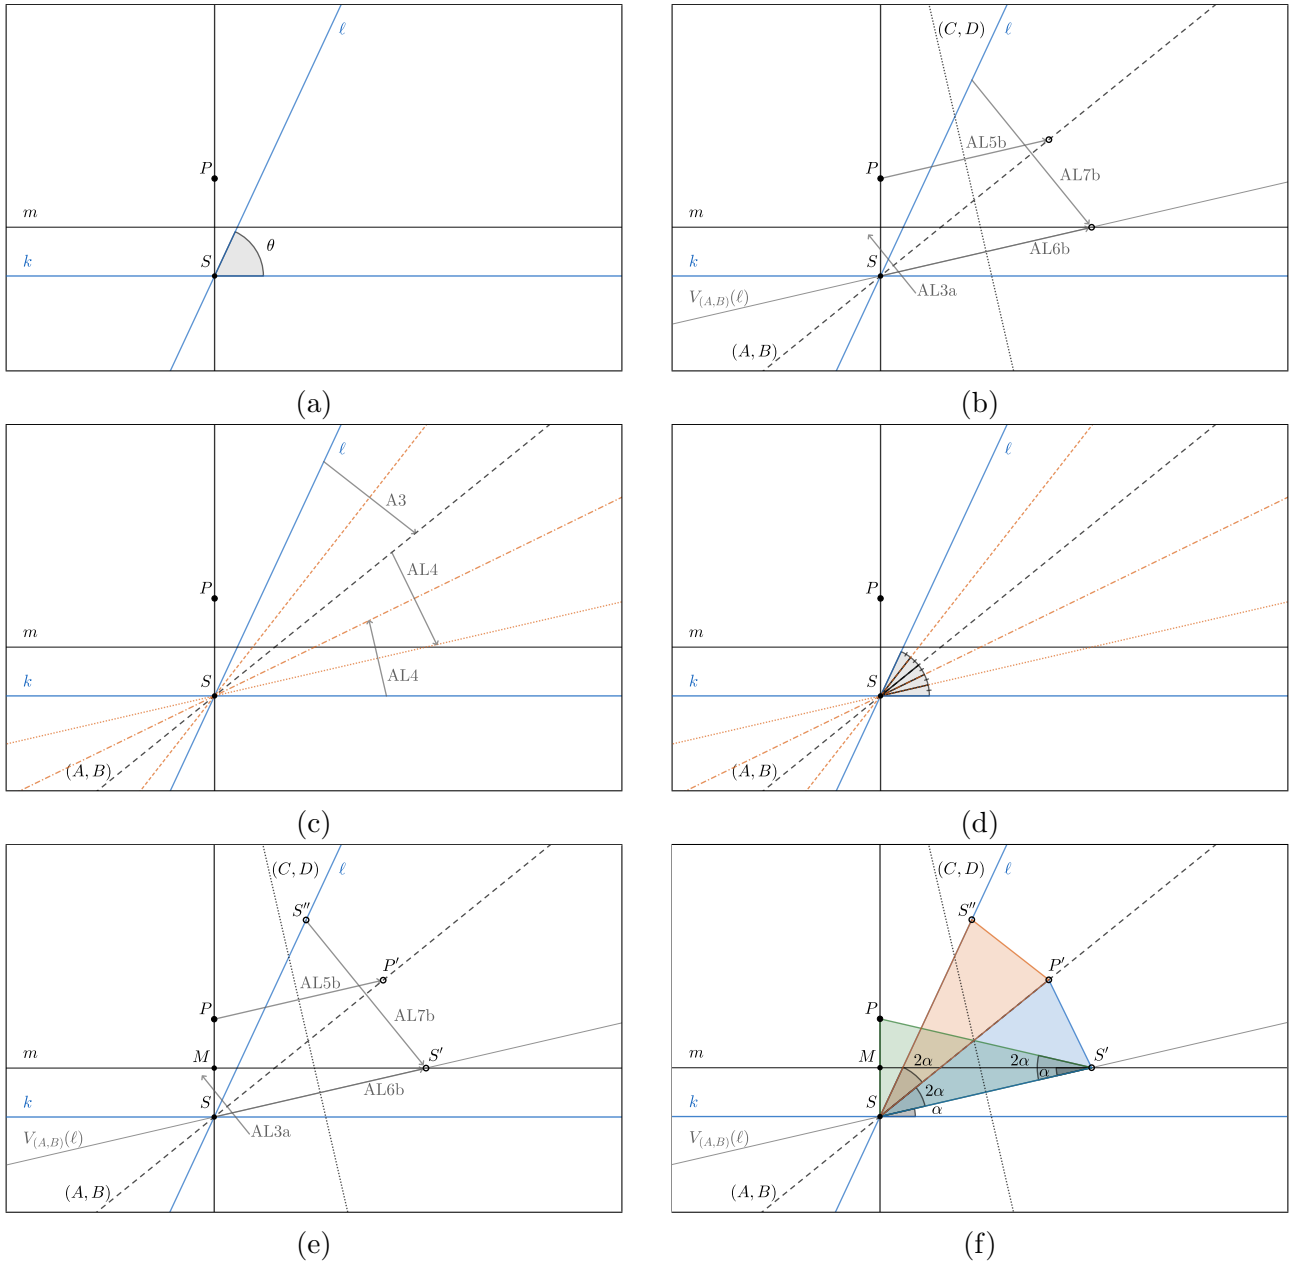 ℓ
P
m
θ
k
S
(a)
(C, D)
ℓ
AL5b
P
AL7b
m
AL6b
k
S
AL3a
V(A,B)(ℓ)
(A, B)
(b)
ℓ
A3
AL4
P
m
AL4
k
S
(A, B)
(c)
ℓ
P
m
k
S
(A, B)
(d)
(C, D)
ℓ
S″
P′
AL5b
P
AL7b
m
M
S′
AL6b
k
S
AL3a
V(A,B)(ℓ)
(A, B)
(e)
(C, D)
ℓ
S″
P′
P
m
M
2α
2α
α
S′
2α
k
S
α
V(A,B)(ℓ)
(A, B)
(f)